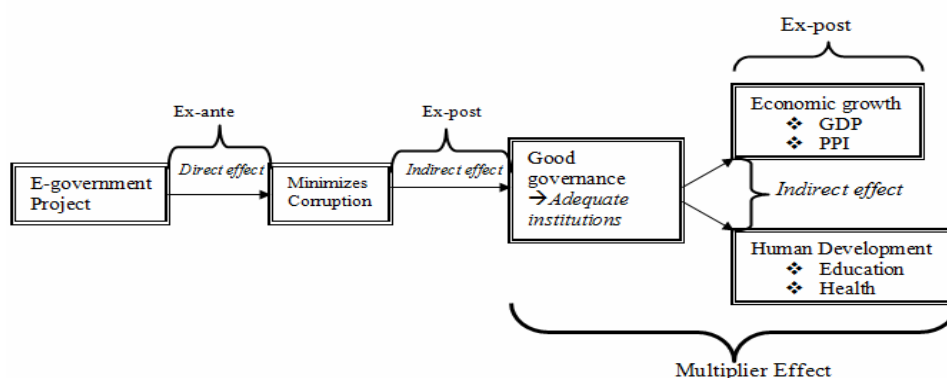 Ex-post
Economic growth
❖ GDP
❖ PPI
Ex-ante
Ex-post
E-government
Project
Direct effect
Minimizes
Corruption
Indirect effect
Good
governance
→Adequate
institutions
Indirect effect
Human Development
❖ Education
❖ Health
Multiplier Effect